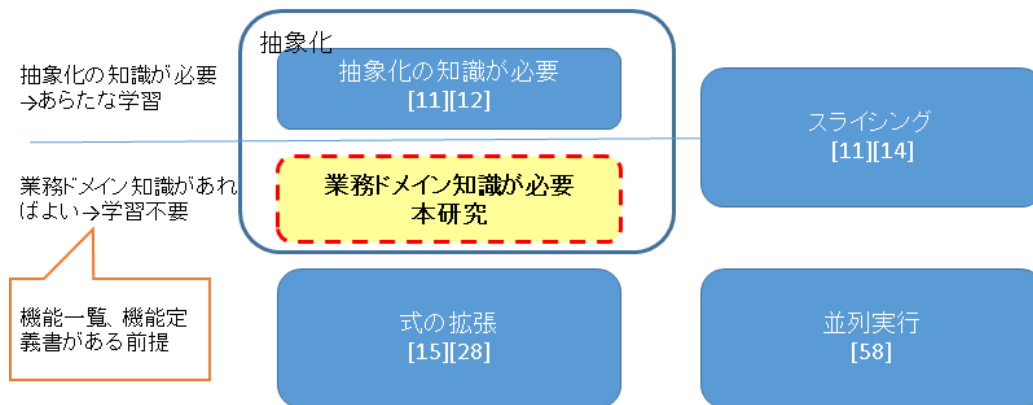 抽象化
抽象化の知識が必要
→あらたな学習
抽象化の知識が必要
[11][12]
スライシング
[11][14]
業務ドメイン知識があれ
ばよい→学習不要
業務ドメイン知識が必要
本研究
機能一覧、機能定
義書がある前提
式の拡張
[15][28]
並列実行
[58]